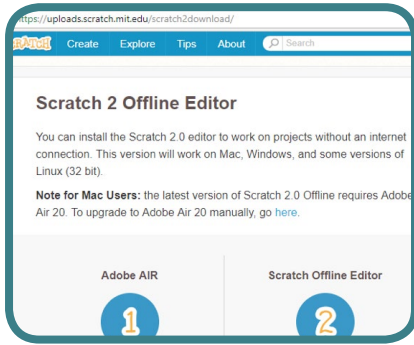 https://uploads.scratch.mit.edu/scratch2download/
SCRATCH Create Explore Tips About Search
Scratch 2 Offline Editor
You can install the Scratch 2.0 editor to work on projects without an internet
connection. This version will work on Mac, Windows, and some versions of
Linux (32 bit).
Note for Mac Users: the latest version of Scratch 2.0 Offline requires Adobe
Air 20. To upgrade to Adobe Air 20 manually, go here.
Adobe AIR Scratch Offline Editor
1 2